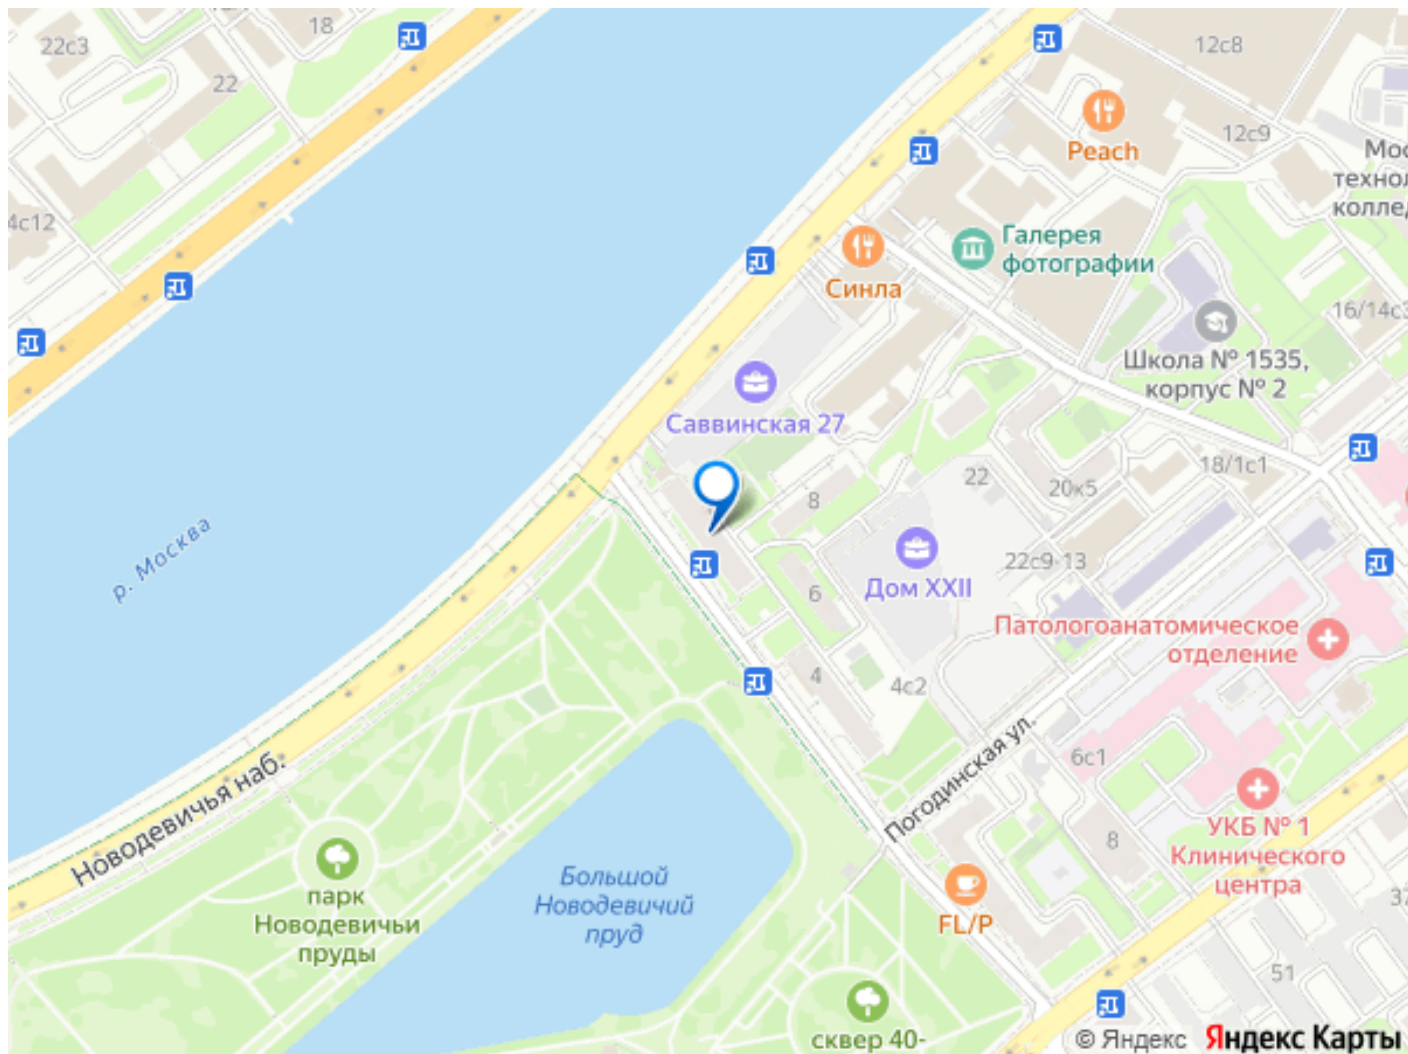 22с3
18
22
4с12
12с8
12с9
Peach
Мос
технол
коллед
Галерея
фотографии
Синла
16/14с3
Школа № 1535,
корпус № 2
Саввинская 27
18/1с1
22
20к5
8
22с9-13
Дом XXII
6
Патологоанатомическое
отделение
4
4с2
р. Москва
Погодинская ул.
6с1
8
УКБ № 1
Клинического
центра
Новодевичья наб.
парк
Новодевичьи
пруды
Большой
Новодевичий
пруд
FL/P
37
51
сквер 40-
© Яндекс Яндекс Карты